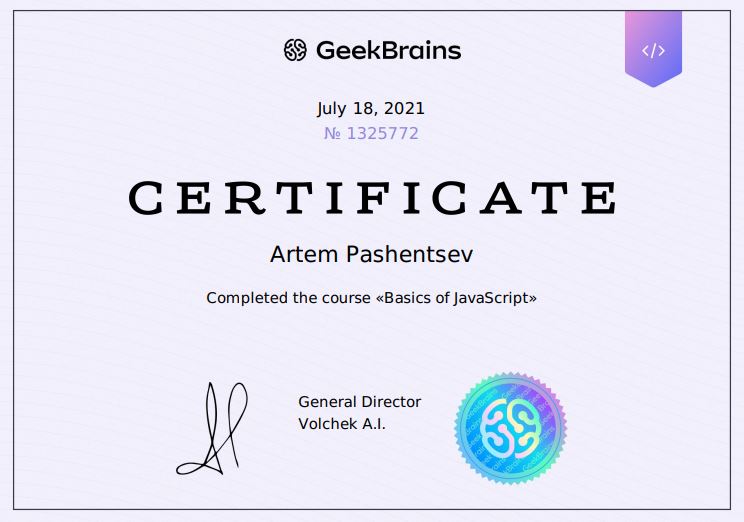 GeekBrains
</>
July 18, 2021
№ 1325772
CERTIFICATE
Artem Pashentsev
Completed the course «Basics of JavaScript»
General Director
Volchek A.I.